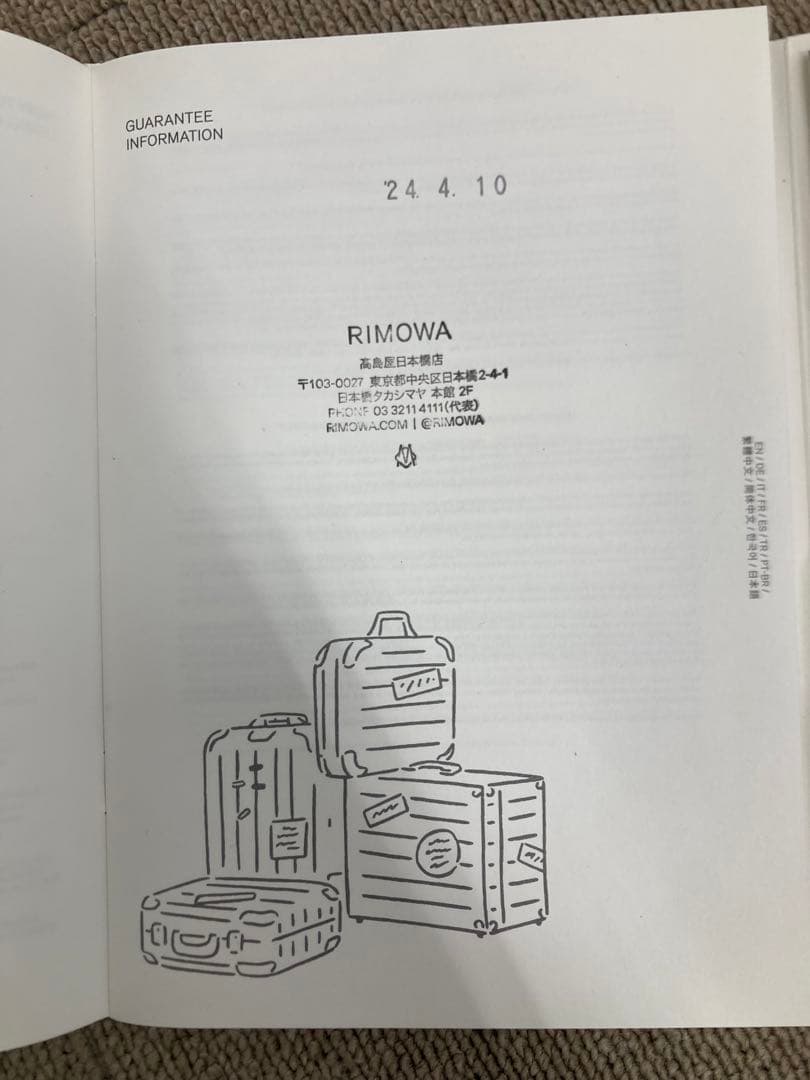 GUARANTEE
INFORMATION
'24. 4. 10
RIMOWA
髙島屋日本橋店
〒103-0027 東京都中央区日本橋2-4-1
日本橋タカシマヤ 本館 2F
PHONE 03 3211 4111(代表)
RIMOWA.COM | @RIMOWA
EN / DE / IT / FR / ES / TR / PT-BR /
繁體中文 / 简体中文 / 한국어 / 日本語